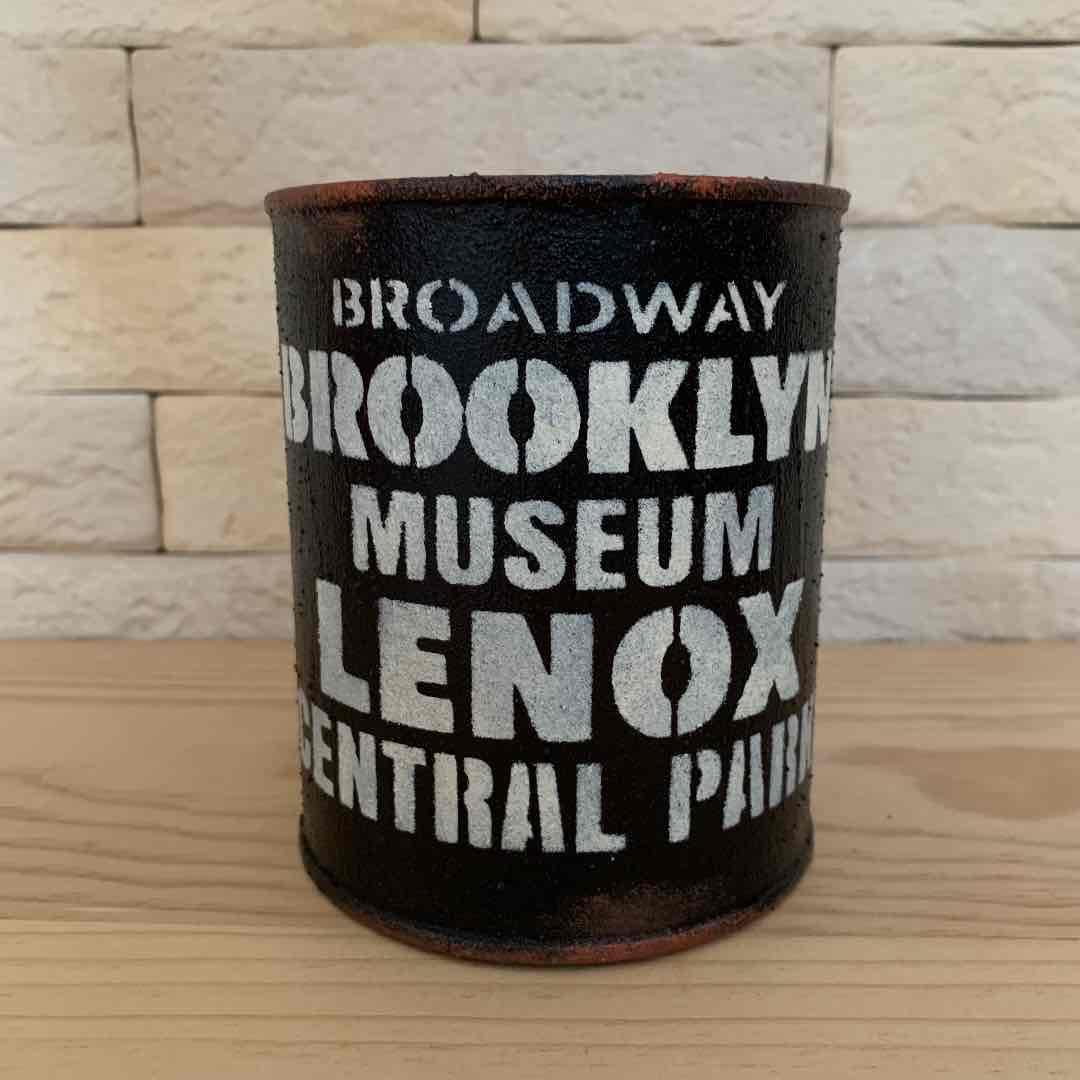 BROADWAY
BROOKLYN
MUSEUM
LENOX
CENTRAL PARK